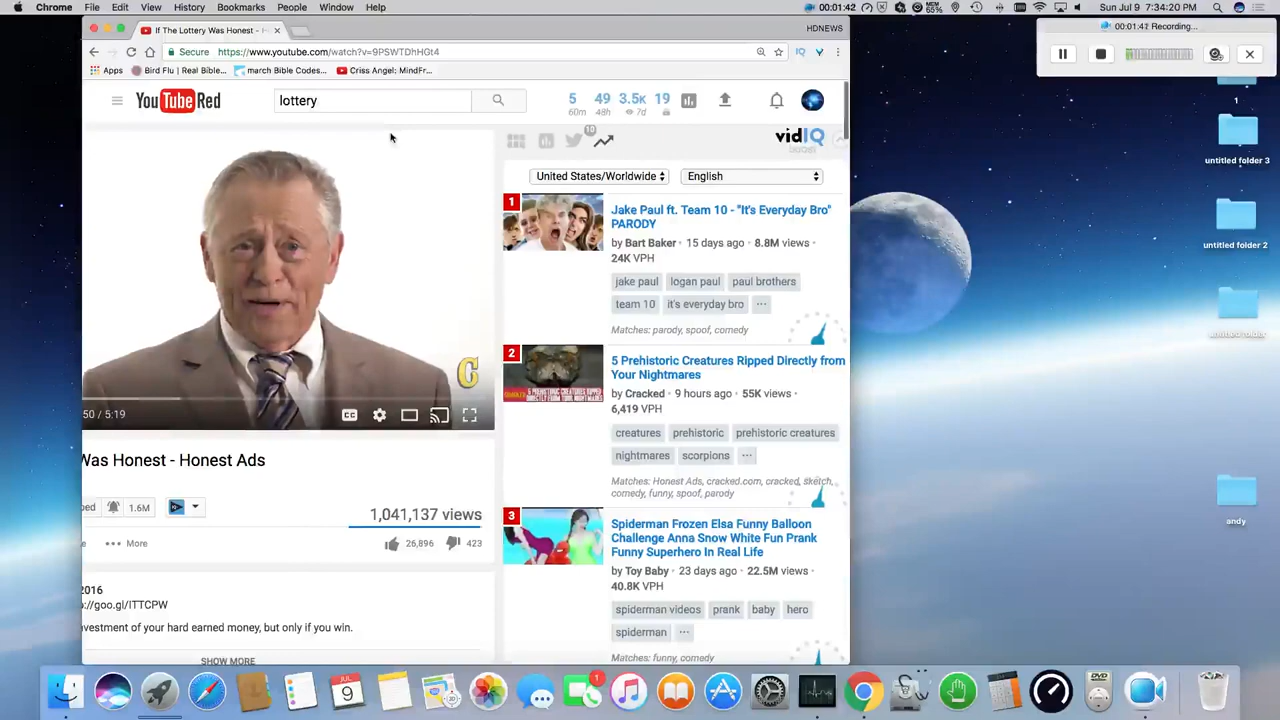 Chrome File Edit View History Bookmarks People Window Help
00:01:42 MEM 65% Sun Jul 9 7:34:20 PM
If The Lottery Was Honest -
HDNEWS
Secure https://www.youtube.com/watch?v=9PSWTDhHGt4
Apps Bird Flu | Real Bible... march Bible Codes... Criss Angel: MindFr...
00:01:41 Recording...
YouTube Red
lottery
5 49 3.5K 19
60m 48h 7d
10
vidIQ
United States/Worldwide English
1
Jake Paul ft. Team 10 - "It's Everyday Bro"
PARODY
by Bart Baker · 15 days ago · 8.8M views ·
24K VPH
jake paul logan paul paul brothers
team 10 it's everyday bro ...
Matches: parody, spoof, comedy
2
5 Prehistoric Creatures Ripped Directly from
Your Nightmares
by Cracked · 9 hours ago · 55K views ·
6,419 VPH
creatures prehistoric prehistoric creatures
nightmares scorpions ...
Matches: Honest Ads, cracked.com, cracked, sketch,
comedy, funny, spoof, parody
3
Spiderman Frozen Elsa Funny Balloon
Challenge Anna Snow White Fun Prank
Funny Superhero In Real Life
by Toy Baby · 23 days ago · 22.5M views ·
40.8K VPH
spiderman videos prank baby hero
spiderman ...
Matches: funny, comedy
C
50 / 5:19
CC
Was Honest - Honest Ads
bed 1.6M
1,041,137 views
e ... More 26,896 423
2016
://goo.gl/ITTCPW
nvestment of your hard earned money, but only if you win.
SHOW MORE
1
untitled folder 3
untitled folder 2
untitled folder
andy
JUL
9
1